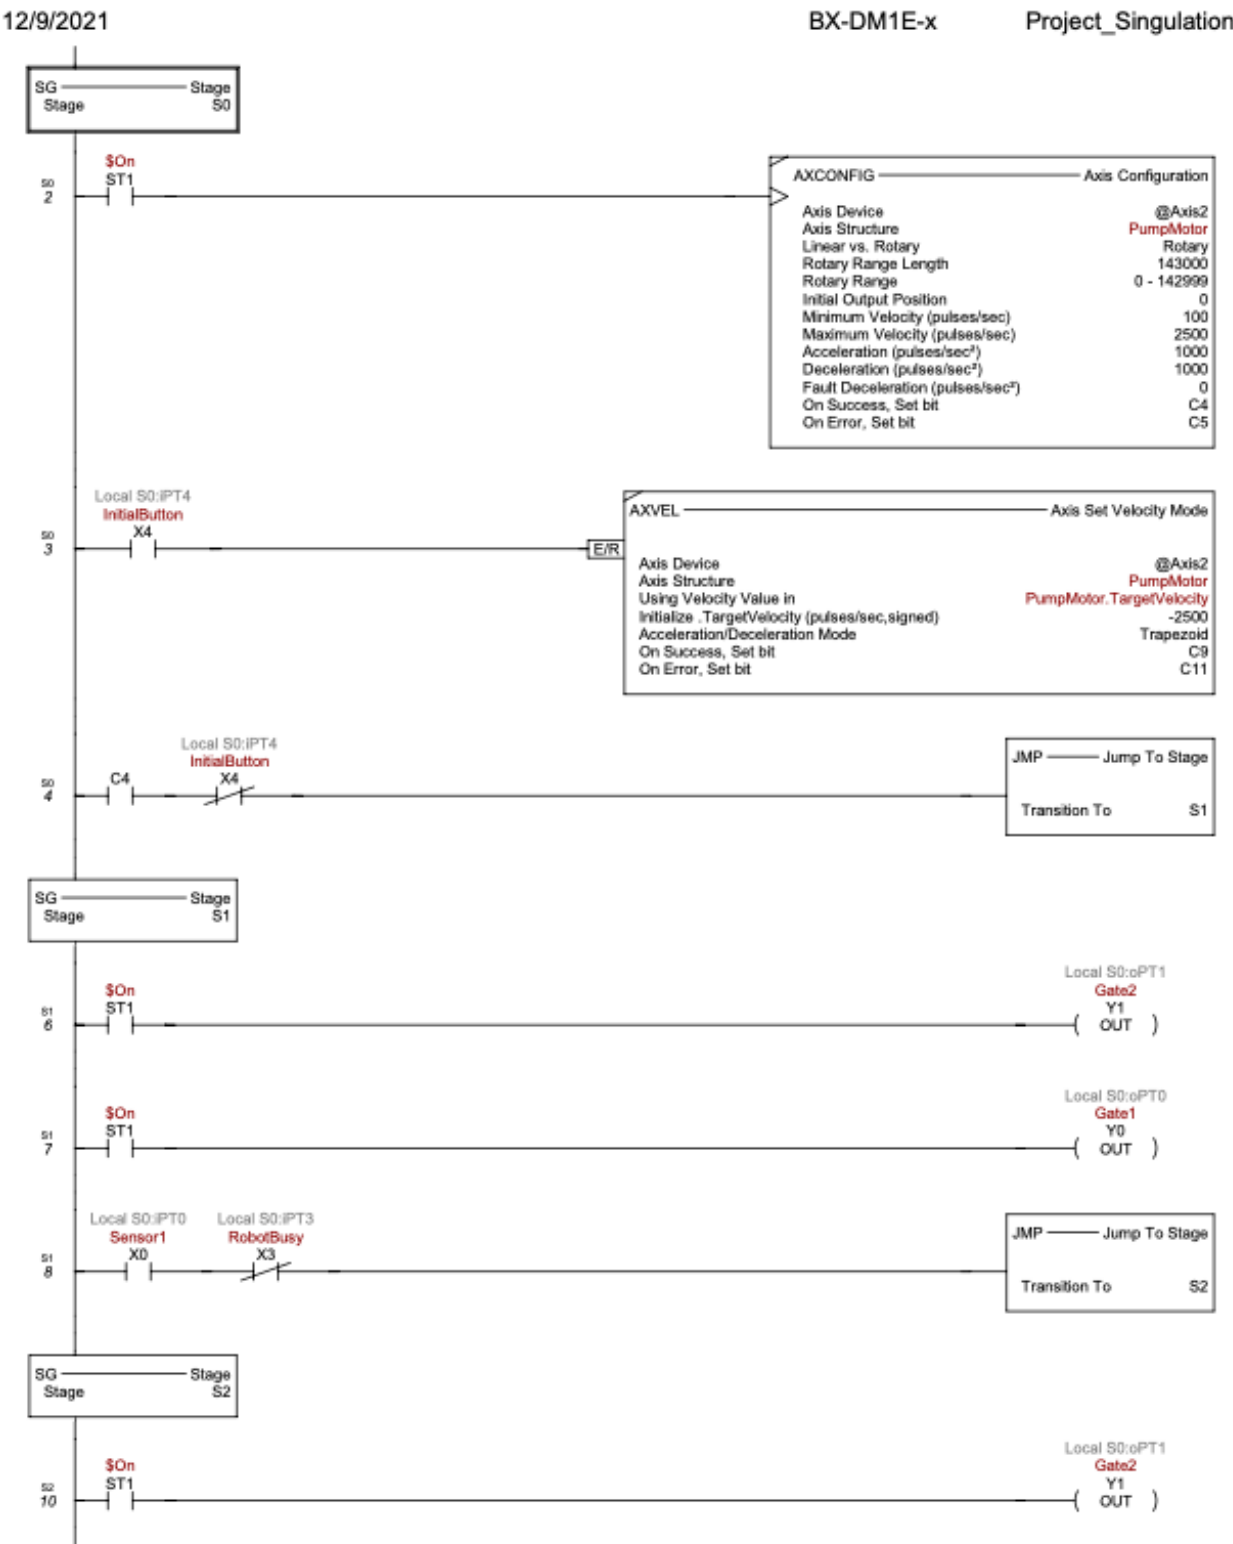 12/9/2021 BX-DM1E-x Project_Singulation
SG Stage
Stage S0
$On
ST1
S0
2
AXCONFIG Axis Configuration
Axis Device @Axis2
Axis Structure PumpMotor
Linear vs. Rotary Rotary
Rotary Range Length 143000
Rotary Range 0 - 142999
Initial Output Position 0
Minimum Velocity (pulses/sec) 100
Maximum Velocity (pulses/sec) 2500
Acceleration (pulses/sec²) 1000
Deceleration (pulses/sec²) 1000
Fault Deceleration (pulses/sec²) 0
On Success, Set bit C4
On Error, Set bit C5
Local S0:iPT4
InitialButton
X4
S0
3
E/R
AXVEL Axis Set Velocity Mode
Axis Device @Axis2
Axis Structure PumpMotor
Using Velocity Value in PumpMotor.TargetVelocity
Initialize .TargetVelocity (pulses/sec,signed) -2500
Acceleration/Deceleration Mode Trapezoid
On Success, Set bit C9
On Error, Set bit C11
Local S0:iPT4
InitialButton
C4 X4
S0
4
JMP Jump To Stage
Transition To S1
SG Stage
Stage S1
$On
ST1
S1
6
Local S0:oPT1
Gate2
Y1
( OUT )
$On
ST1
S1
7
Local S0:oPT0
Gate1
Y0
( OUT )
Local S0:iPT0 Local S0:iPT3
Sensor1 RobotBusy
X0 X3
S1
8
JMP Jump To Stage
Transition To S2
SG Stage
Stage S2
$On
ST1
S2
10
Local S0:oPT1
Gate2
Y1
( OUT )